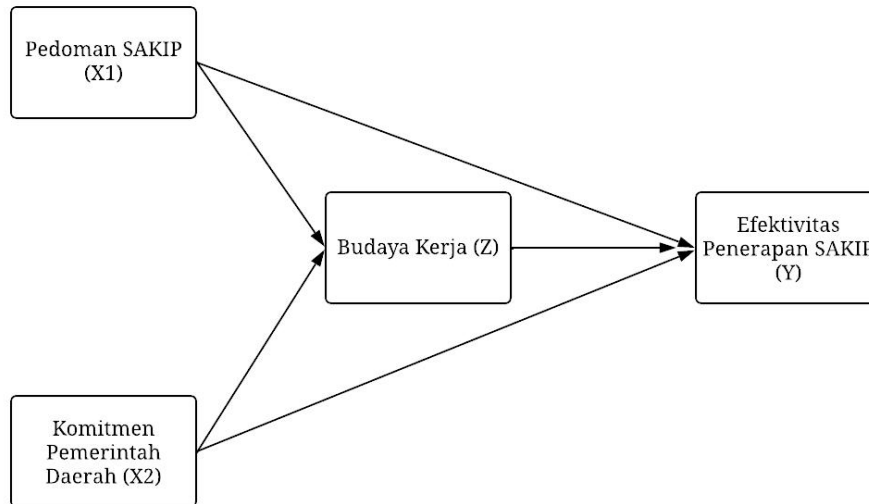 Pedoman SAKIP
(X1)
Budaya Kerja (Z)
Efektivitas
Penerapan SAKIP
(Y)
Komitmen
Pemerintah
Daerah (X2)